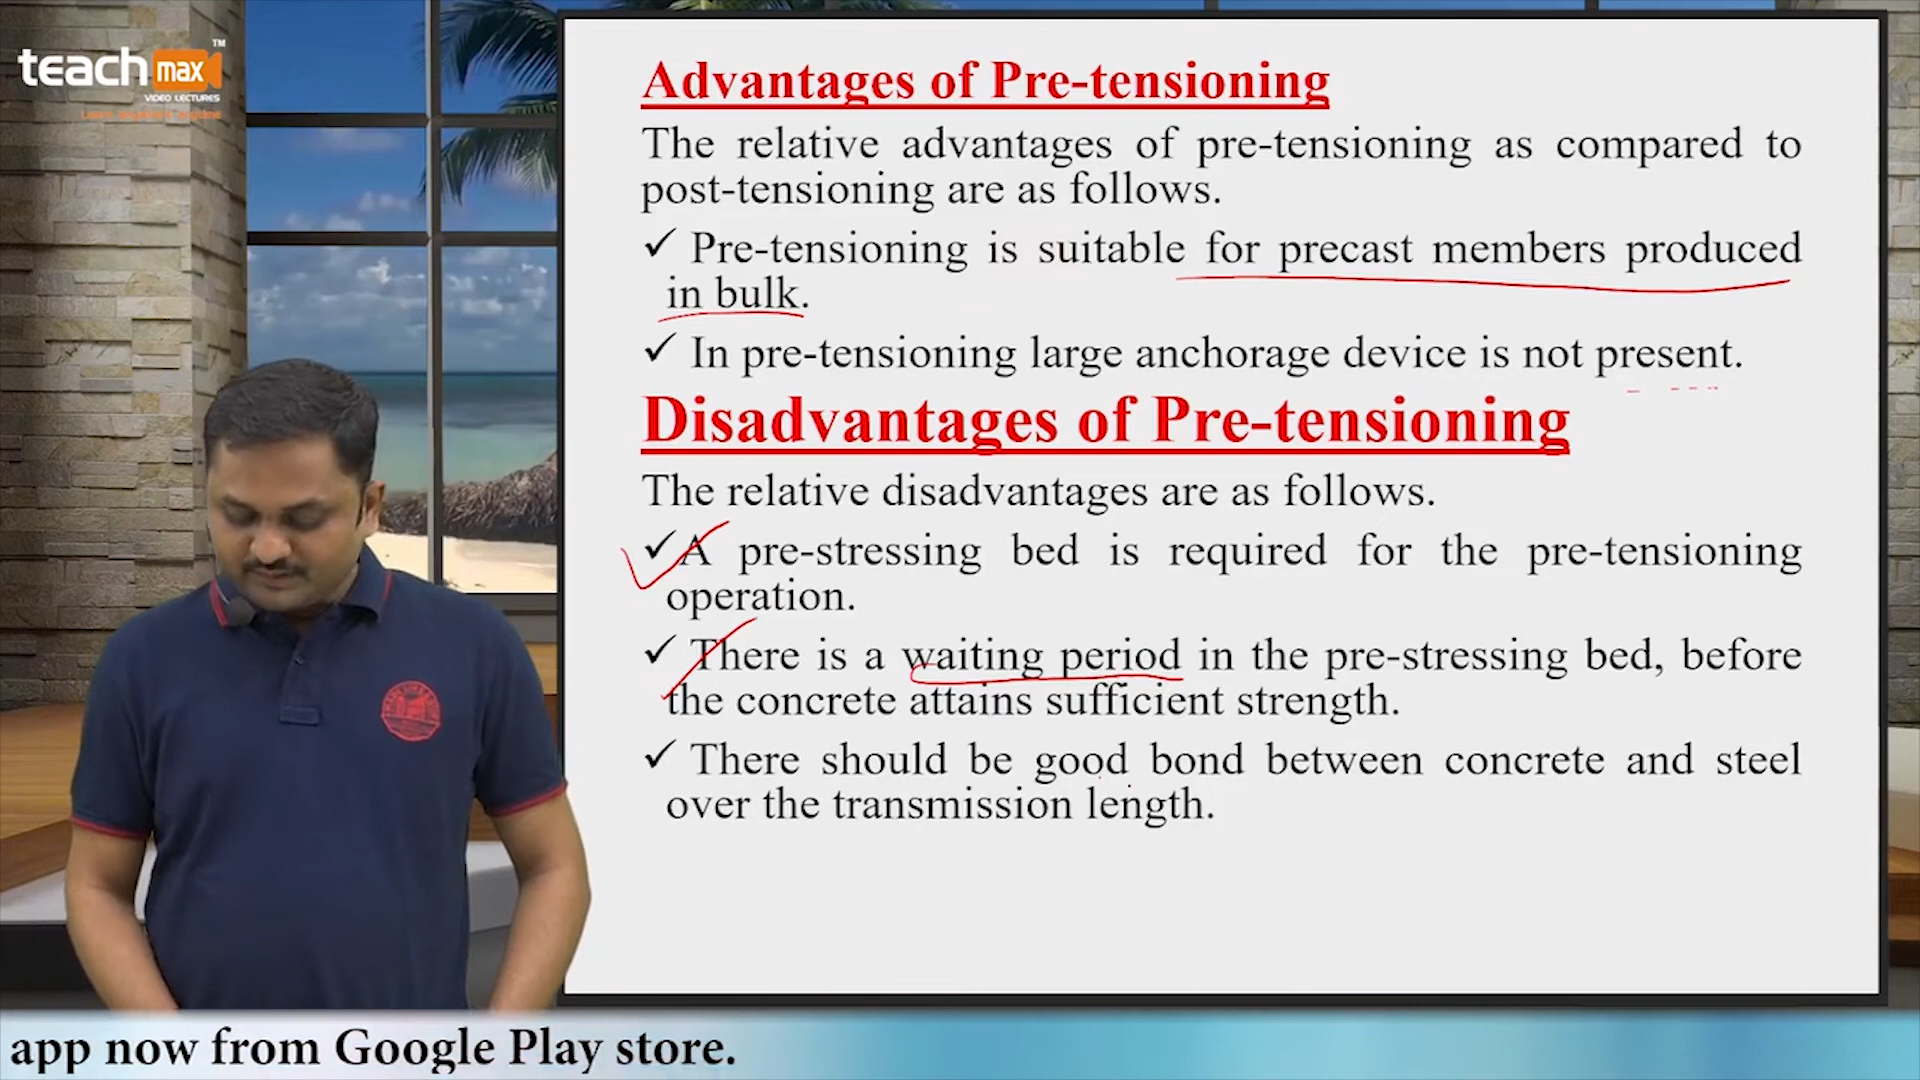 teach max ™
VIDEO LECTURES
Advantages of Pre-tensioning
The relative advantages of pre-tensioning as compared to
post-tensioning are as follows.
✓ Pre-tensioning is suitable for precast members produced
in bulk.
✓ In pre-tensioning large anchorage device is not present.
Disadvantages of Pre-tensioning
The relative disadvantages are as follows.
✓ A pre-stressing bed is required for the pre-tensioning
operation.
✓ There is a waiting period in the pre-stressing bed, before
the concrete attains sufficient strength.
✓ There should be good bond between concrete and steel
over the transmission length.
app now from Google Play store.